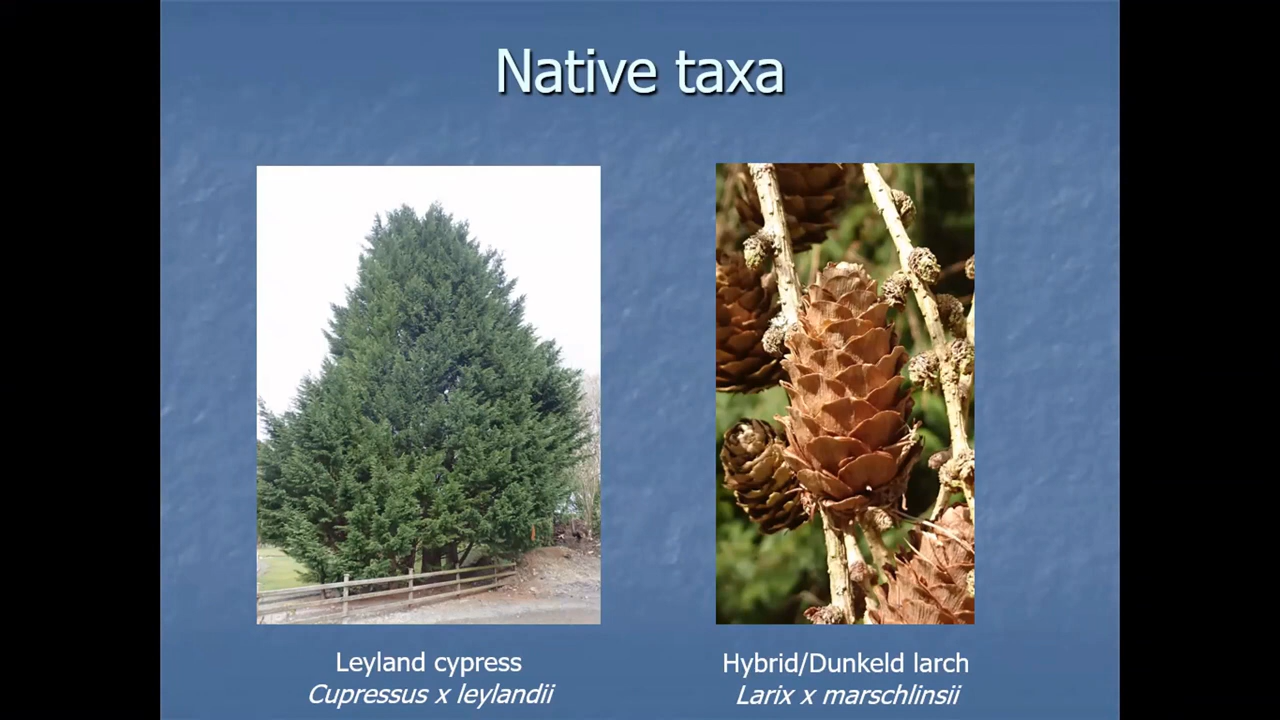 Native taxa
Leyland cypress
Cupressus x leylandii
Hybrid/Dunkeld larch
Larix x marschlinsii